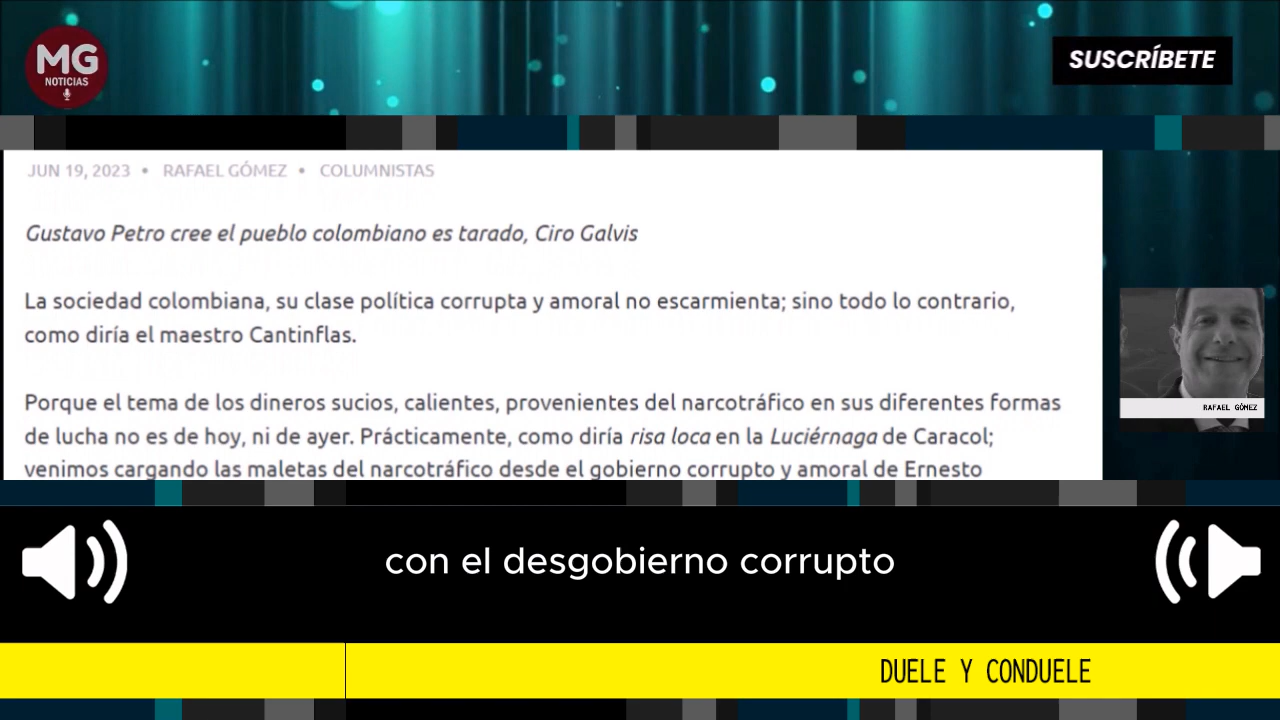 MG
NOTICIAS
SUSCRÍBETE
JUN 19, 2023 • RAFAEL GÓMEZ • COLUMNISTAS
Gustavo Petro cree el pueblo colombiano es tarado, Ciro Galvis
La sociedad colombiana, su clase política corrupta y amoral no escarmienta; sino todo lo contrario,
como diría el maestro Cantinflas.
Porque el tema de los dineros sucios, calientes, provenientes del narcotráfico en sus diferentes formas
de lucha no es de hoy, ni de ayer. Prácticamente, como diría risa loca en la Luciérnaga de Caracol;
venimos cargando las maletas del narcotráfico desde el gobierno corrupto y amoral de Ernesto
RAFAEL GÓMEZ
con el desgobierno corrupto
DUELE Y CONDUELE